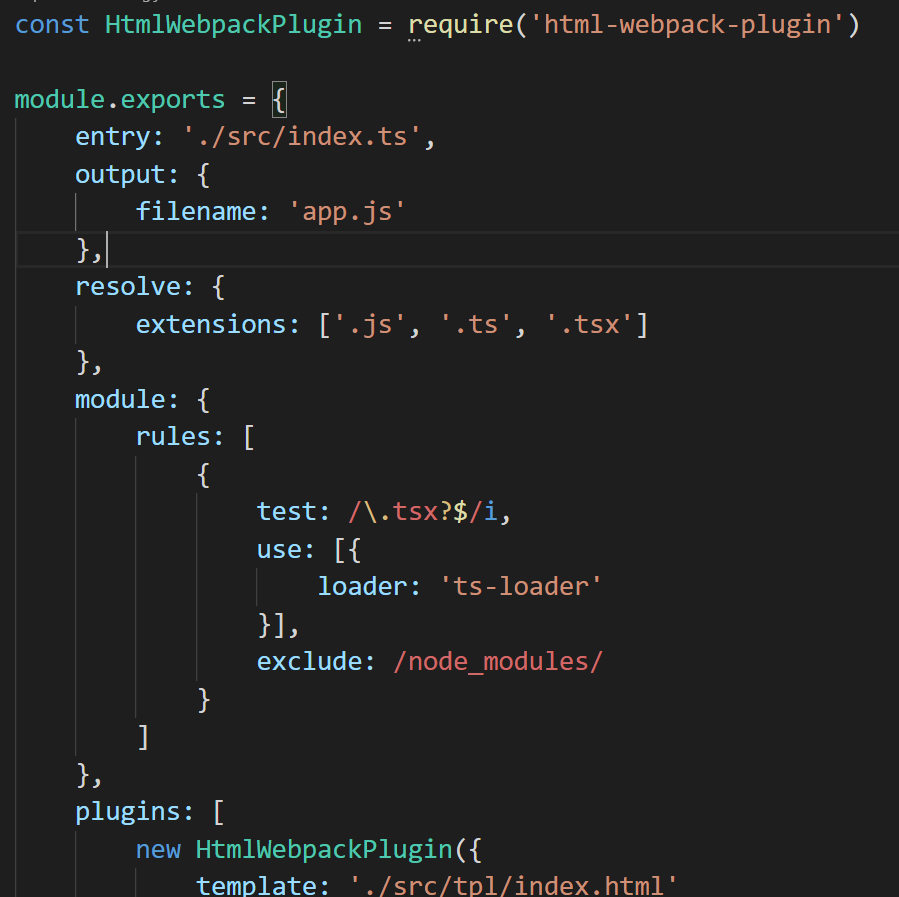 const HtmlWebpackPlugin = require('html-webpack-plugin')
module.exports = {
    entry: './src/index.ts',
    output: {
        filename: 'app.js'
    },
    resolve: {
        extensions: ['.js', '.ts', '.tsx']
    },
    module: {
        rules: [
            {
                test: /\.tsx?$/i,
                use: [{
                    loader: 'ts-loader'
                }],
                exclude: /node_modules/
            }
        ]
    },
    plugins: [
        new HtmlWebpackPlugin({
            template: './src/tpl/index.html'